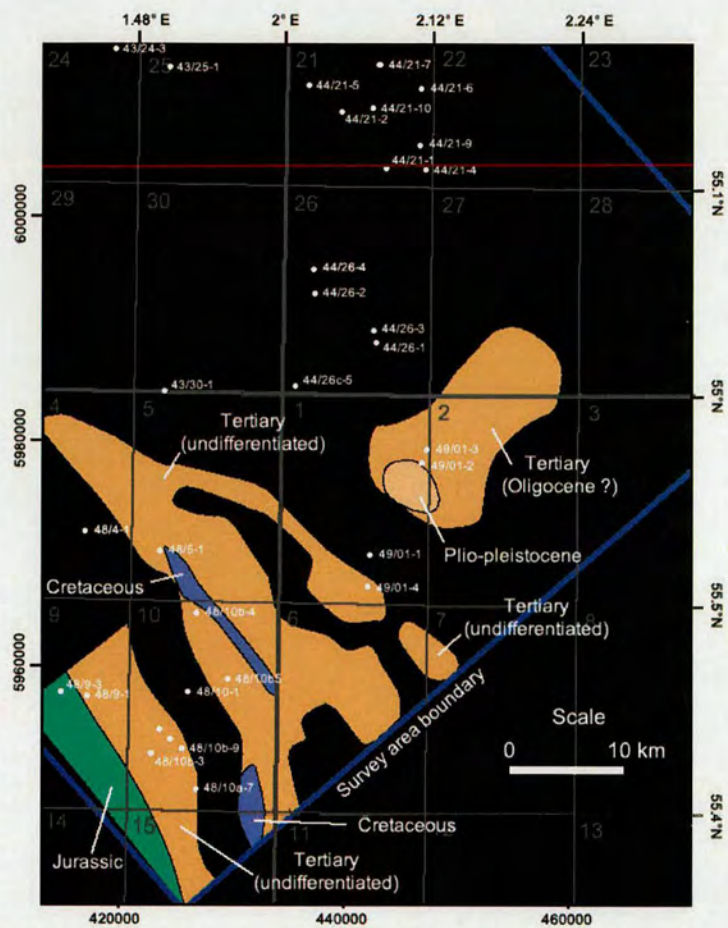 1.48° E
2° E
2.12° E
2.24° E
24
25
21
22
23
43/24-3
43/25-1
44/21-7
44/21-5
44/21-6
44/21-10
44/21-2
44/21-9
44/21-1
44/21-4
55.1° N
29
30
26
27
28
6000000
44/26-4
44/26-2
44/26-3
44/26-1
43/30-1
44/26c-5
55° N
4
5
1
2
3
5980000
Tertiary
(undifferentiated)
49/01-3
49/01-2
Tertiary
(Oligocene ?)
Plio-pleistocene
48/4-1
48/5-1
49/01-1
Cretaceous
49/01-4
55.5° N
9
10
48/10b-4
6
7
8
Tertiary
(undifferentiated)
5960000
48/9-3
48/9-1
48/10b5
48/10-1
Survey area boundary
Scale
0
10 km
48/10b-9
48/10b-3
48/10a-7
55.4° N
14
15
11
12
13
Cretaceous
Jurassic
Tertiary
(undifferentiated)
420000
440000
460000